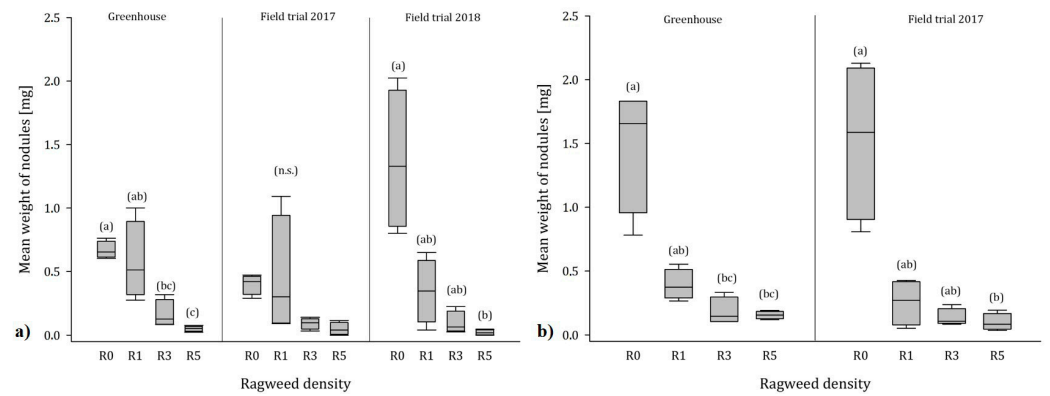 Greenhouse Field trial 2017 Field trial 2018
2.5
2.0
1.5
1.0
0.5
0.0
Mean weight of nodules [mg]
(a) (ab) (bc) (c)
(n.s.)
(a) (ab) (ab) (b)
a)
R0 R1 R3 R5 R0 R1 R3 R5 R0 R1 R3 R5
Ragweed density
Greenhouse Field trial 2017
2.5
2.0
1.5
1.0
0.5
0.0
Mean weight of nodules [mg]
(a) (ab) (bc) (bc)
(a) (ab) (ab) (b)
b)
R0 R1 R3 R5 R0 R1 R3 R5
Ragweed density